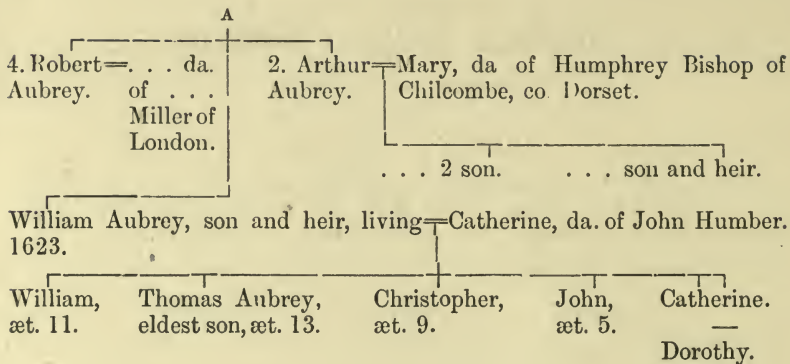 A
4. Robert=. . . da.
Aubrey. of . . .
Miller of
London.
2. Arthur=Mary, da of Humphrey Bishop of
Aubrey. Chilcombe, co. Dorset.
. . . 2 son. . . . son and heir.
William Aubrey, son and heir, living=Catherine, da. of John Humber.
1623.
William, Thomas Aubrey, Christopher, John, Catherine.
æt. 11. eldest son, æt. 13. æt. 9. æt. 5. —
Dorothy.